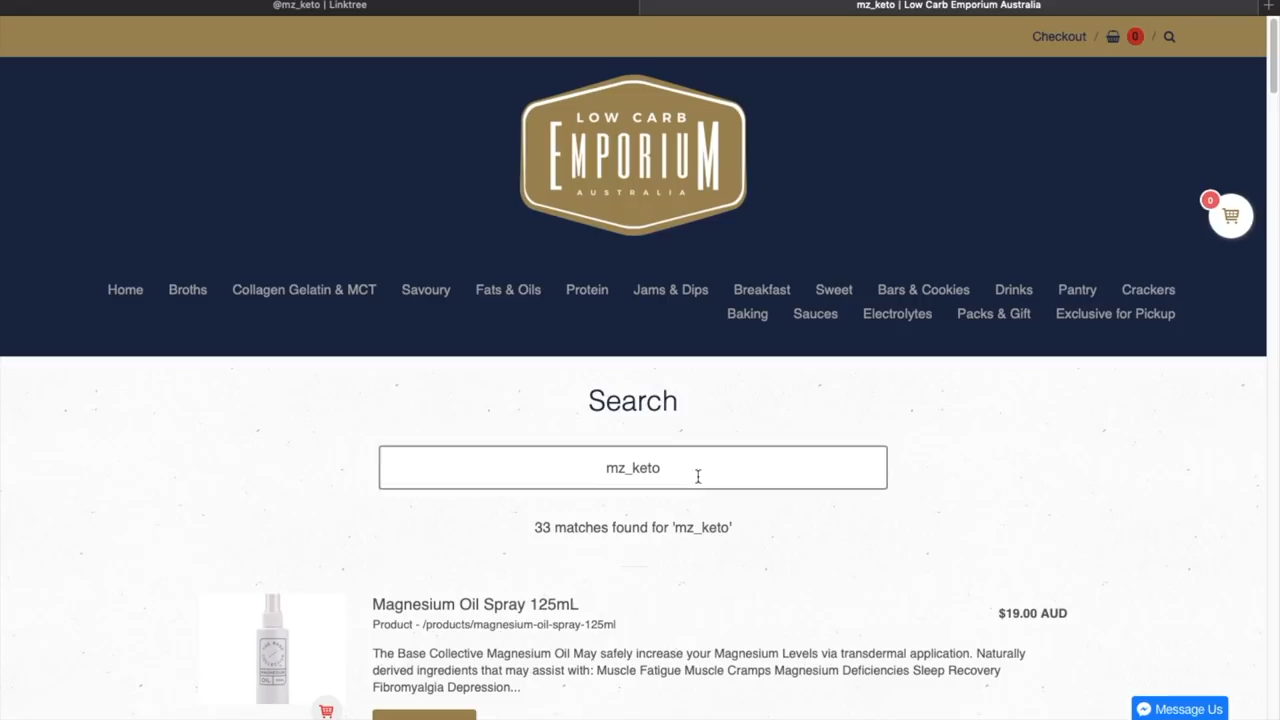 @mz_keto | Linktree
mz_keto | Low Carb Emporium Australia
Checkout / 0 /
LOW CARB
EMPORIUM
AUSTRALIA
0
Home Broths Collagen Gelatin & MCT Savoury Fats & Oils Protein Jams & Dips Breakfast Sweet Bars & Cookies Drinks Pantry Crackers
Baking Sauces Electrolytes Packs & Gift Exclusive for Pickup
Search
mz_keto
33 matches found for 'mz_keto'
Magnesium Oil Spray 125mL
$19.00 AUD
Product - /products/magnesium-oil-spray-125ml
The Base Collective Magnesium Oil May safely increase your Magnesium Levels via transdermal application. Naturally
derived ingredients that may assist with: Muscle Fatigue Muscle Cramps Magnesium Deficiencies Sleep Recovery
Fibromyalgia Depression...
Message Us